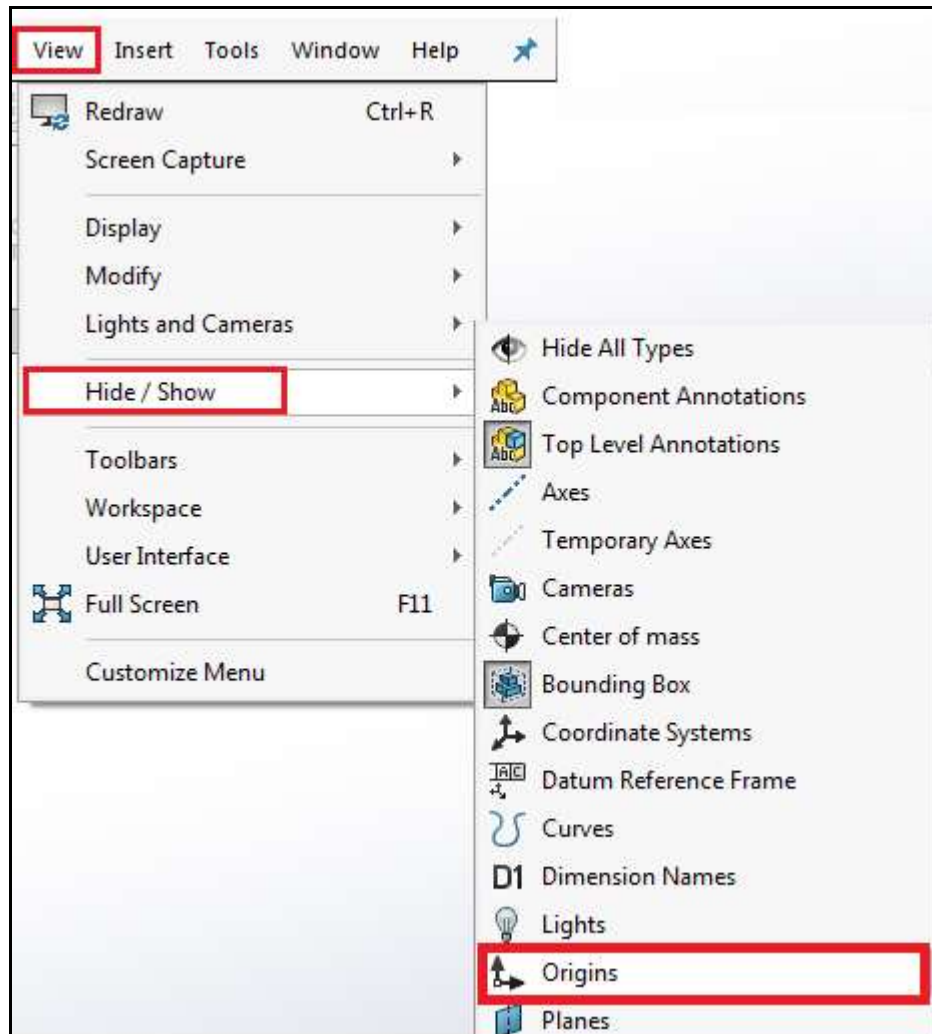 View Insert Tools Window Help
Redraw Ctrl+R
Screen Capture
Display
Modify
Lights and Cameras
Hide / Show
Toolbars
Workspace
User Interface
Full Screen F11
Customize Menu
Hide All Types
Abc Component Annotations
Abc Top Level Annotations
Axes
Temporary Axes
Cameras
Center of mass
Bounding Box
Coordinate Systems
A C Datum Reference Frame
Curves
D1 Dimension Names
Lights
Origins
Planes